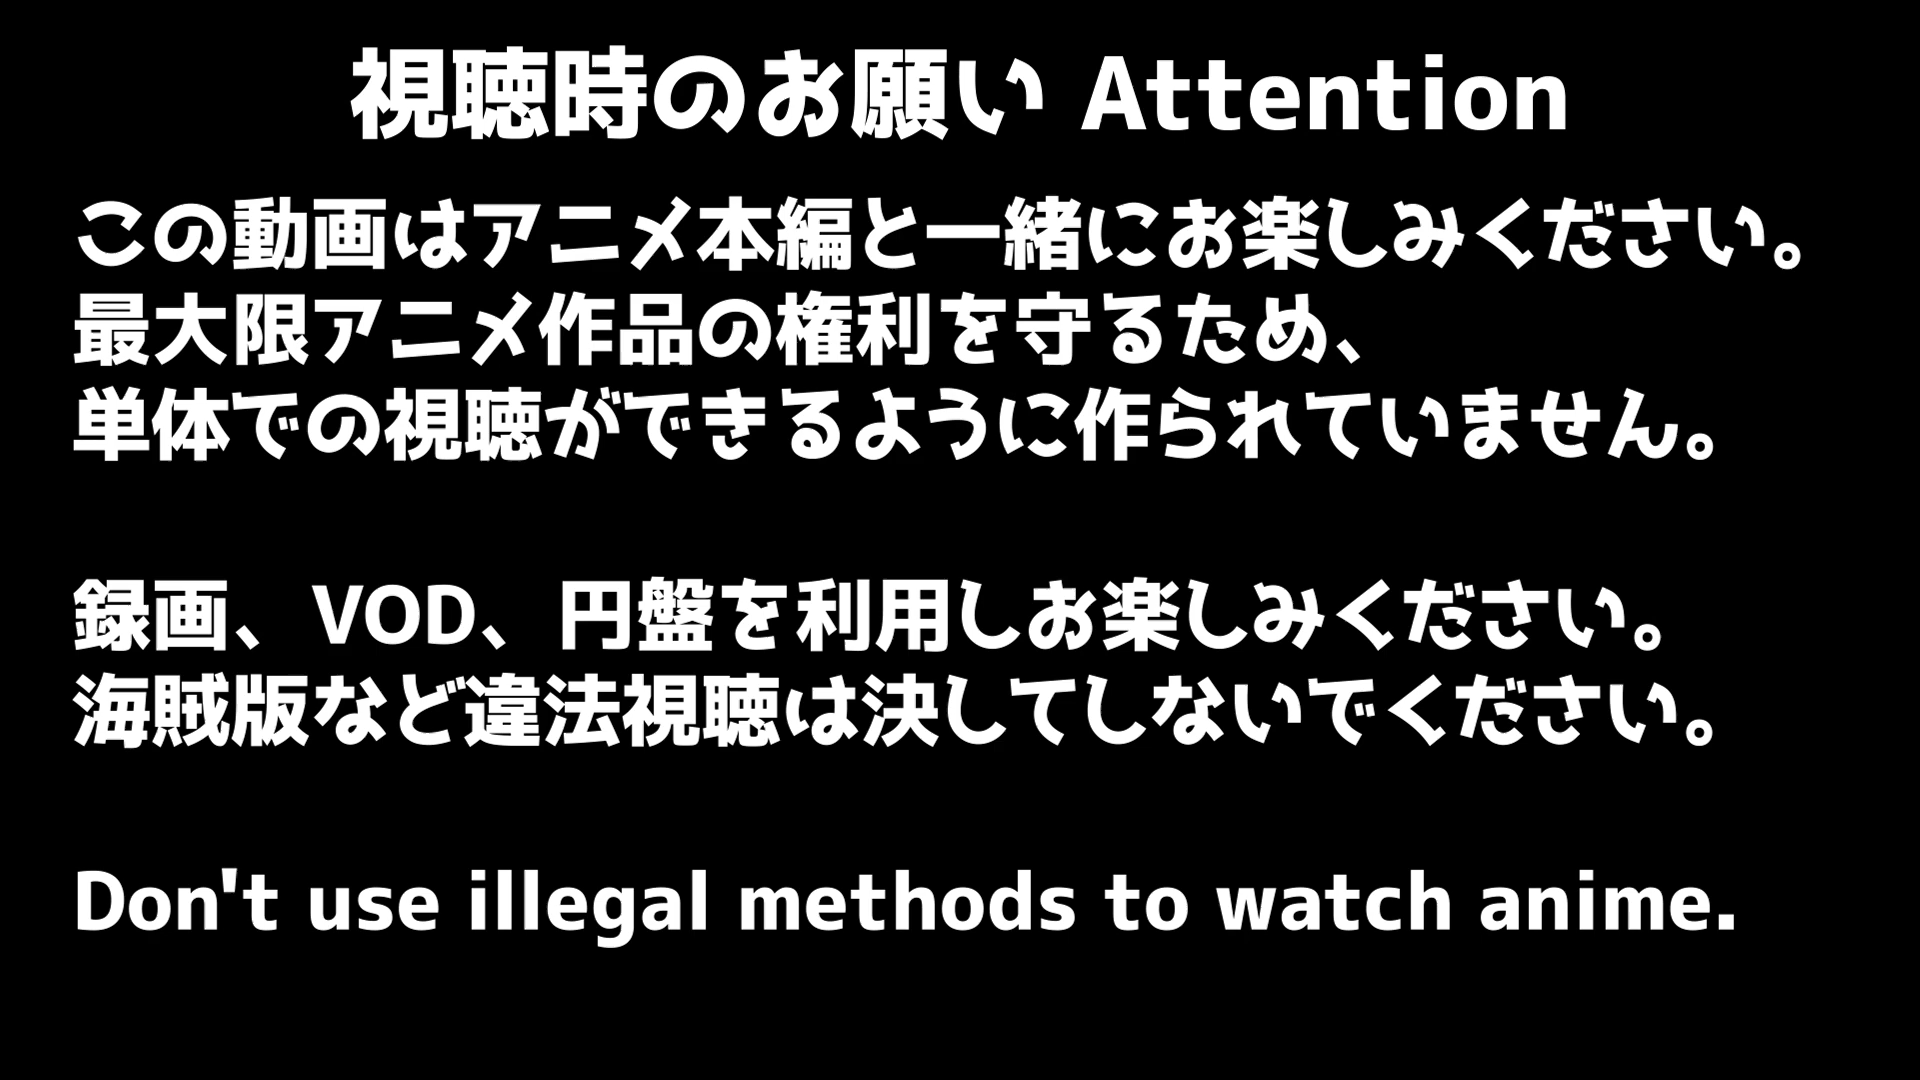 視聴時のお願い Attention
この動画はアニメ本編と一緒にお楽しみください。
最大限アニメ作品の権利を守るため、
単体での視聴ができるように作られていません。
録画、VOD、円盤を利用しお楽しみください。
海賊版など違法視聴は決してしないでください。
Don't use illegal methods to watch anime.